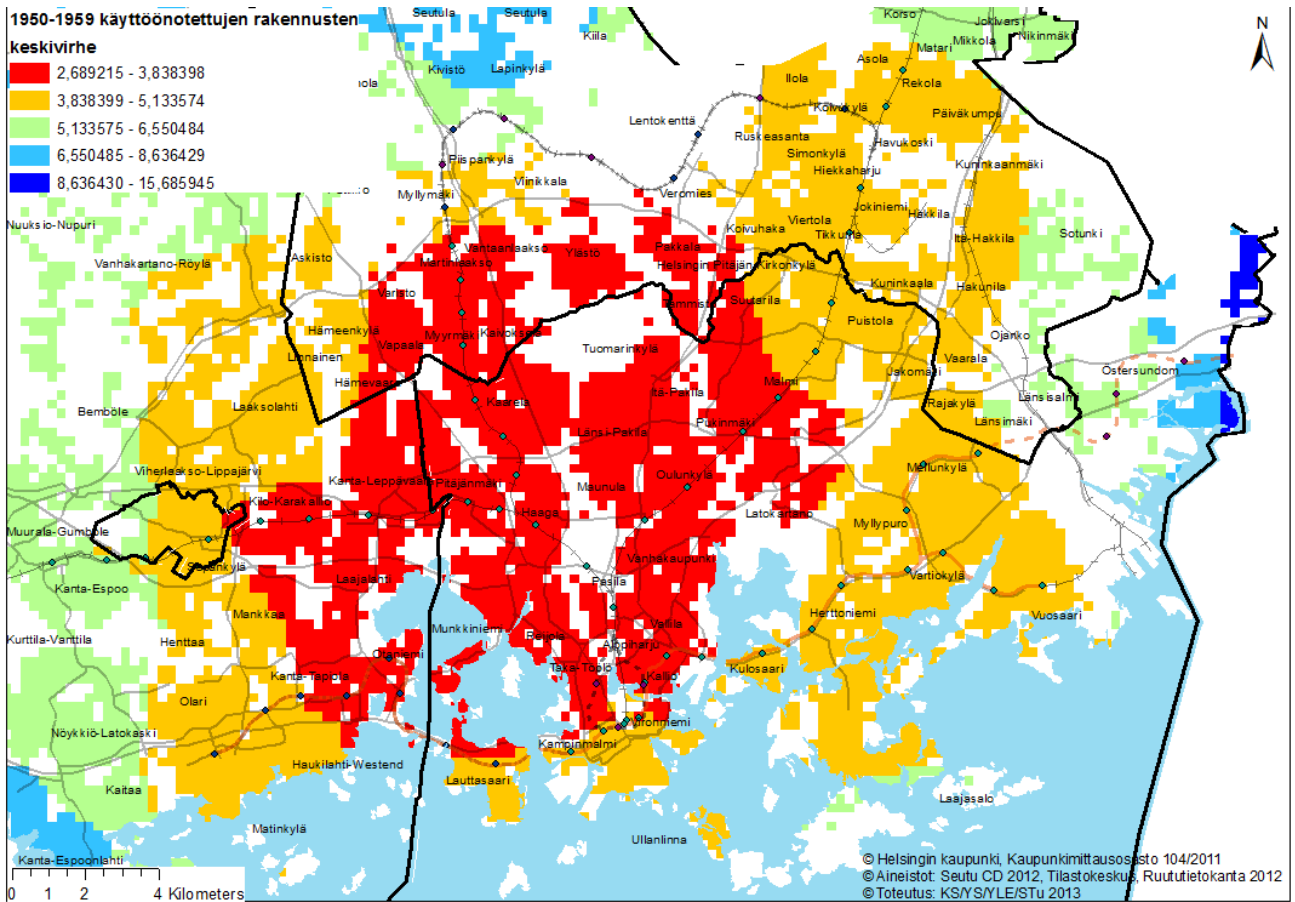 1950-1959 käyttöönotettujen rakennusten
keskivirhe
2,689215 - 3,838398
3,838399 - 5,133574
5,133575 - 6,550484
6,550485 - 8,636429
8,636430 - 15,685945
N
Seutula
Seutula
Kiila
Korso
Jokivarsi
Nikinmäki
Mikkola
Matari
Asola
Rekola
Kivistö
Lapinkylä
Ilola
Koivukylä
Päiväkumpu
Lentokenttä
Ruskeasanta
Havukoski
Simonkylä
Kuninkaanmäki
Piispankylä
Hiekkaharju
Viinikkala
Myllymäki
Veromies
Jokiniemi
Hakkila
Nuuksio-Nupuri
Viertola
Koivuhaka
Tikkurila
Itä-Hakkila
Sotunki
Vantaanlaakso
Pakkala
Ylästö
Askisto
Martinlaakso
Helsingin Pitäjän Kirkonkylä
Vanhakartano-Röylä
Kuninkaala
Hakunila
Varisto
Tammisto
Suutarila
Puistola
Hämeenkylä
Myyrmäki
Kaivoksela
Ojanko
Vapaala
Tuomarinkylä
Linnainen
Vaarala
Östersundom
Jakomäki
Hämevaara
Malmi
Itä-Pakila
Länsisalmi
Laaksolahti
Kaarela
Rajakylä
Bemböle
Länsimäki
Pukinmäki
Länsi-Pakila
Viherlaakso-Lippajärvi
Mellunkylä
Oulunkylä
Kanta-Leppävaara
Pitäjänmäki
Maunula
Kilo-Karakallio
Haaga
Latokartano
Myllypuro
Muurala-Gumböle
Vanhakaupunki
Sepänkylä
Vartiokylä
Laajalahti
Pasila
Kanta-Espoo
Mankkaa
Herttoniemi
Vuosaari
Munkkiniemi
Vallila
Kurttila-Vanttila
Henttaa
Reijola
Alppiharju
Otaniemi
Kulosaari
Taka-Töölö
Kanta-Tapiola
Kallio
Olari
Vironniemi
Nöykkiö-Latokaski
Kampinmalmi
Haukilahti-Westend
Lauttasaari
Kaitaa
Laajasalo
Matinkylä
Ullanlinna
Kanta-Espoonlahti
0 1 2 4 Kilometers
© Helsingin kaupunki, Kaupunkimittausosasto 104/2011
© Aineistot: Seutu CD 2012, Tilastokeskus, Ruututietokanta 2012
© Toteutus: KS/YS/YLE/STu 2013